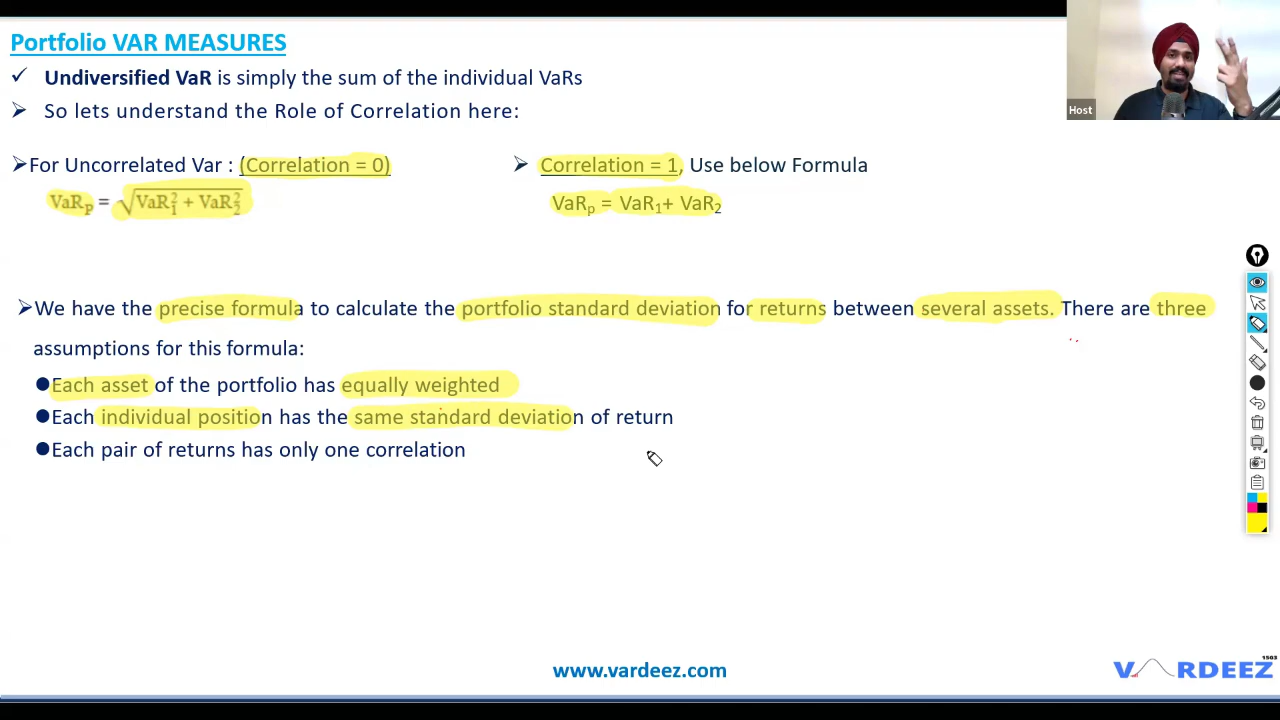 Portfolio VAR MEASURES
✓ Undiversified VaR is simply the sum of the individual VaRs
➢ So lets understand the Role of Correlation here:
Host
➢For Uncorrelated Var : (Correlation = 0)
VaRₚ = √(VaR₁² + VaR₂²)
➢ Correlation = 1, Use below Formula
VaRₚ = VaR₁+ VaR₂
➢We have the precise formula to calculate the portfolio standard deviation for returns between several assets. There are three
assumptions for this formula:
●Each asset of the portfolio has equally weighted
●Each individual position has the same standard deviation of return
●Each pair of returns has only one correlation
www.vardeez.com
VARDEEZ
1503